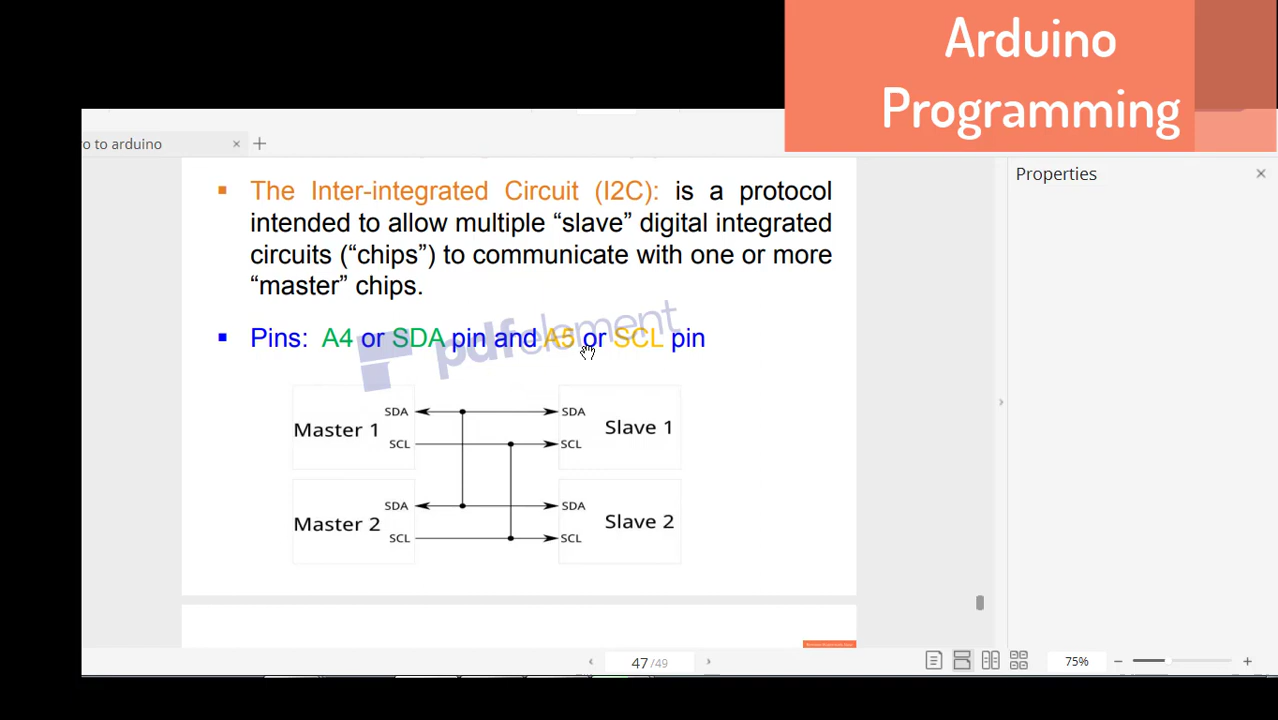 Arduino
Programming
ro to arduino
Properties
▪ The Inter-integrated Circuit (I2C): is a protocol
intended to allow multiple “slave” digital integrated
circuits (“chips”) to communicate with one or more
“master” chips.
▪ Pins: A4 or SDA pin and A5 or SCL pin
pdfelement
Master 1
SDA
SCL
SDA
SCL
Slave 1
Master 2
SDA
SCL
SDA
SCL
Slave 2
47 /49
75%